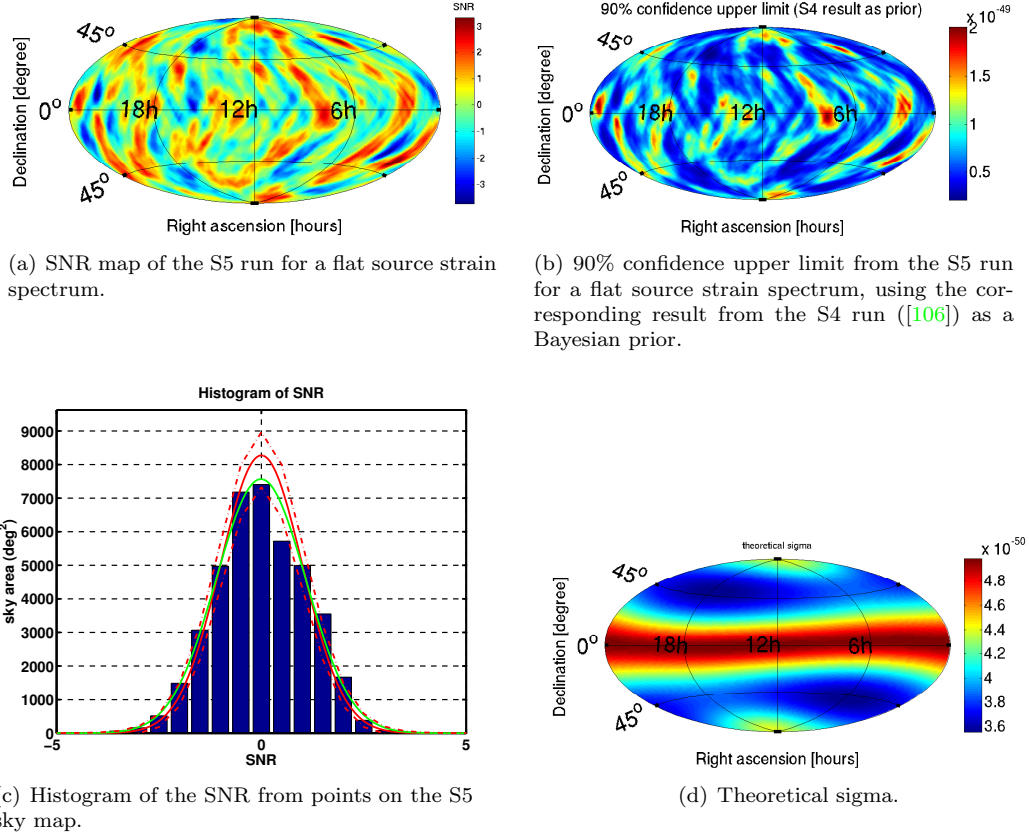 SNR
3
2
1
0
-1
-2
-3
45°
0°
45°
18h 12h 6h
Declination [degree]
Right ascension [hours]
(a) SNR map of the S5 run for a flat source strain
spectrum.
90% confidence upper limit (S4 result as prior)
x 10⁻⁴⁹
2
1.5
1
0.5
45°
0°
45°
18h 12h 6h
Declination [degree]
Right ascension [hours]
(b) 90% confidence upper limit from the S5 run
for a flat source strain spectrum, using the cor-
responding result from the S4 run ([106]) as a
Bayesian prior.
Histogram of SNR
9000
8000
7000
6000
5000
4000
3000
2000
1000
0
sky area (deg²)
−5 0 5
SNR
(c) Histogram of the SNR from points on the S5
sky map.
theoretical sigma
x 10⁻⁵⁰
4.8
4.6
4.4
4.2
4
3.8
3.6
45°
0°
45°
18h 12h 6h
Declination [degree]
Right ascension [hours]
(d) Theoretical sigma.